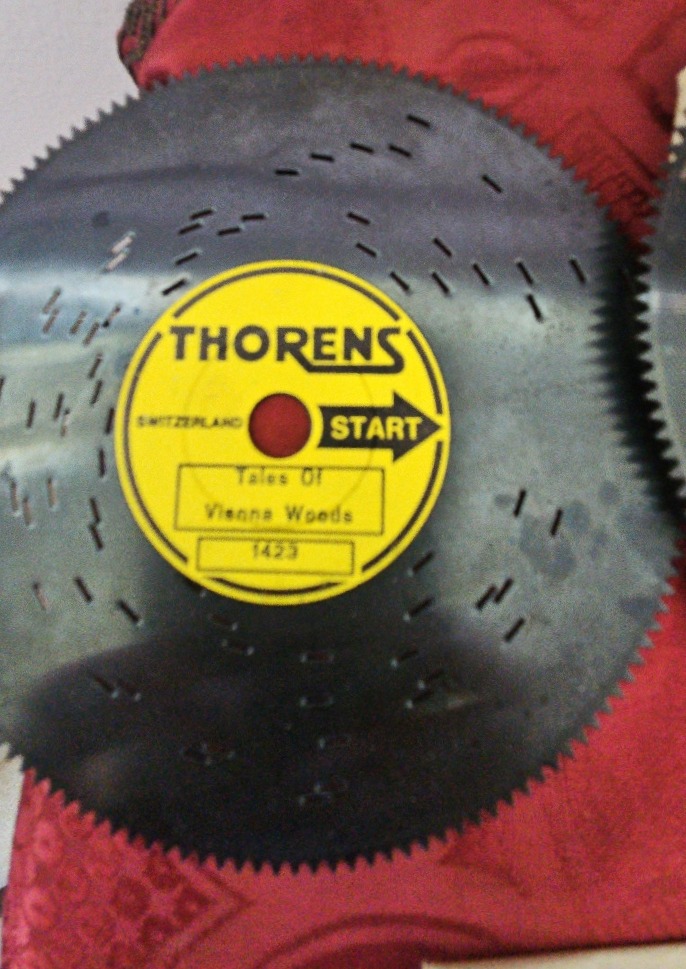 THORENS
SWITZERLAND
START
Tales Of
Vienna Woods
1423